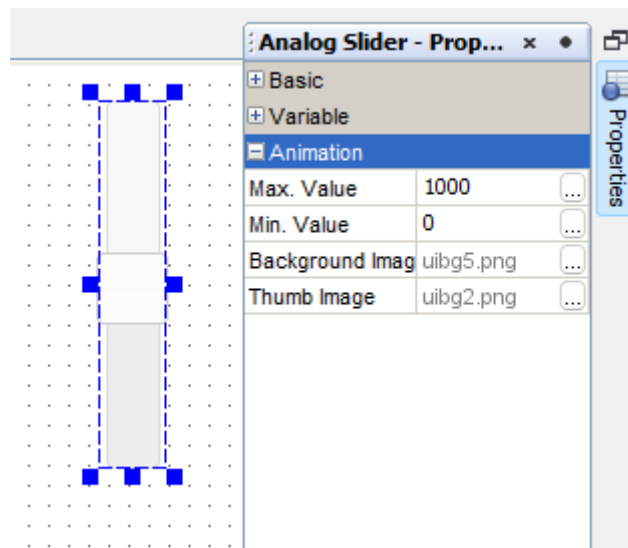 Analog Slider - Prop...
Basic
Variable
Animation
Max. Value 1000 ...
Min. Value 0 ...
Background Imag uibg5.png ...
Thumb Image uibg2.png ...
Properties